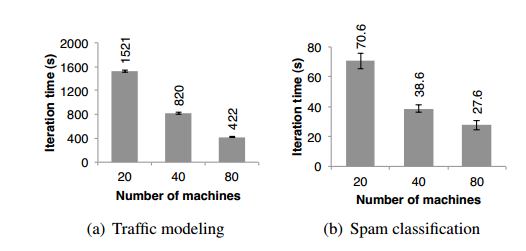 2000
1600
1200
800
400
0
Iteration time (s)
1521
820
422
20 40 80
Number of machines
(a) Traffic modeling
80
60
40
20
0
Iteration time (s)
70.6
38.6
27.6
20 40 80
Number of machines
(b) Spam classification